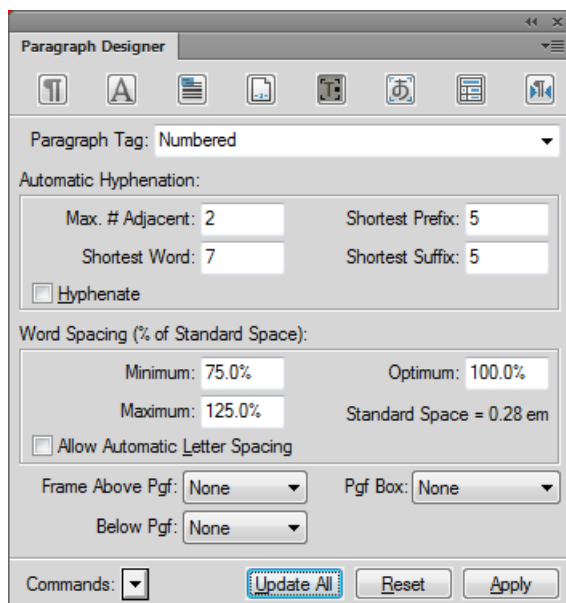 Paragraph Designer
Paragraph Tag: Numbered
Automatic Hyphenation:
Max. # Adjacent: 2 Shortest Prefix: 5
Shortest Word: 7 Shortest Suffix: 5
Hyphenate
Word Spacing (% of Standard Space):
Minimum: 75.0% Optimum: 100.0%
Maximum: 125.0% Standard Space = 0.28 em
Allow Automatic Letter Spacing
Frame Above Pgf: None Pgf Box: None
Below Pgf: None
Commands: Update All Reset Apply